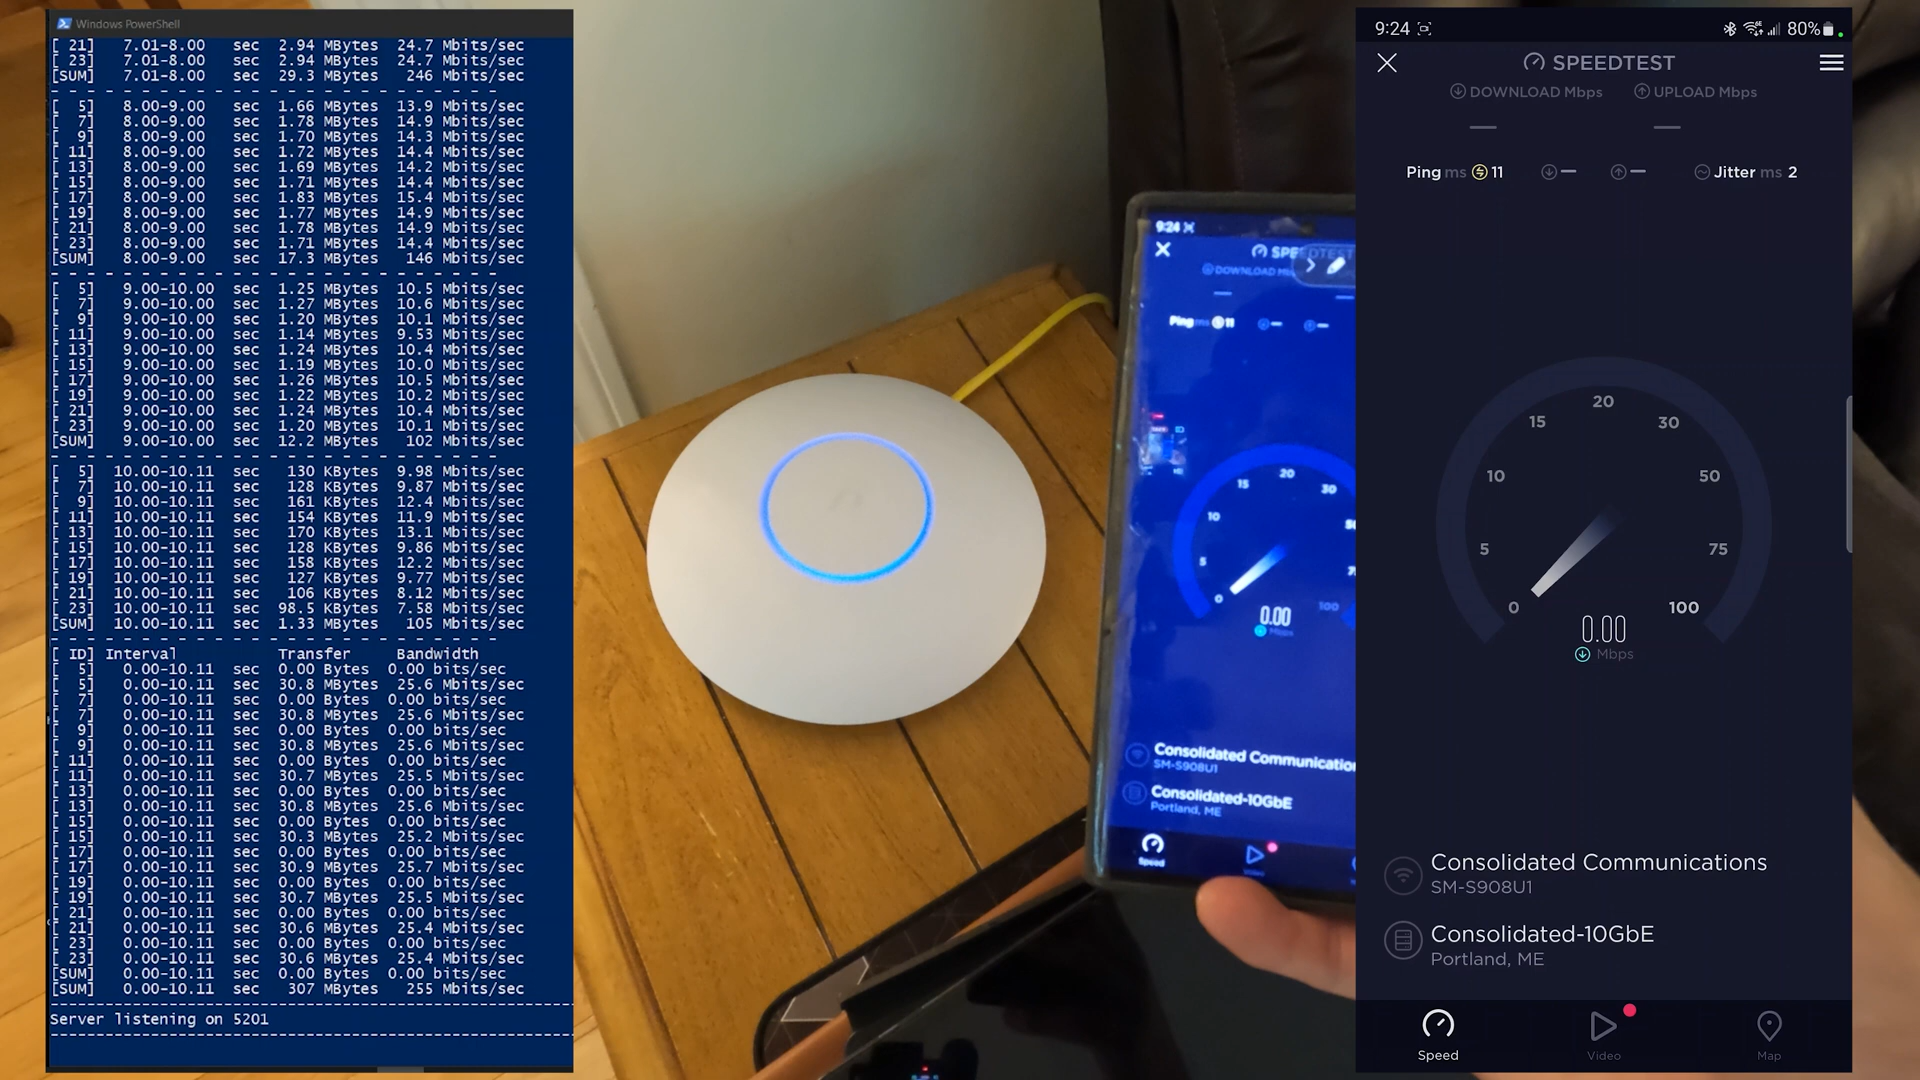 Windows PowerShell
[ 21] 7.01-8.00 sec 2.94 MBytes 24.7 Mbits/sec
[ 23] 7.01-8.00 sec 2.94 MBytes 24.7 Mbits/sec
[SUM] 7.01-8.00 sec 29.3 MBytes 246 Mbits/sec
- - - - - - - - - - - - - - - - - - - - - - - - -
[ 5] 8.00-9.00 sec 1.66 MBytes 13.9 Mbits/sec
[ 7] 8.00-9.00 sec 1.78 MBytes 14.9 Mbits/sec
[ 9] 8.00-9.00 sec 1.70 MBytes 14.3 Mbits/sec
[ 11] 8.00-9.00 sec 1.72 MBytes 14.4 Mbits/sec
[ 13] 8.00-9.00 sec 1.69 MBytes 14.2 Mbits/sec
[ 15] 8.00-9.00 sec 1.71 MBytes 14.4 Mbits/sec
[ 17] 8.00-9.00 sec 1.83 MBytes 15.4 Mbits/sec
[ 19] 8.00-9.00 sec 1.77 MBytes 14.9 Mbits/sec
[ 21] 8.00-9.00 sec 1.78 MBytes 14.9 Mbits/sec
[ 23] 8.00-9.00 sec 1.71 MBytes 14.4 Mbits/sec
[SUM] 8.00-9.00 sec 17.3 MBytes 146 Mbits/sec
- - - - - - - - - - - - - - - - - - - - - - - - -
[ 5] 9.00-10.00 sec 1.25 MBytes 10.5 Mbits/sec
[ 7] 9.00-10.00 sec 1.27 MBytes 10.6 Mbits/sec
[ 9] 9.00-10.00 sec 1.20 MBytes 10.1 Mbits/sec
[ 11] 9.00-10.00 sec 1.14 MBytes 9.53 Mbits/sec
[ 13] 9.00-10.00 sec 1.24 MBytes 10.4 Mbits/sec
[ 15] 9.00-10.00 sec 1.19 MBytes 10.0 Mbits/sec
[ 17] 9.00-10.00 sec 1.26 MBytes 10.5 Mbits/sec
[ 19] 9.00-10.00 sec 1.22 MBytes 10.2 Mbits/sec
[ 21] 9.00-10.00 sec 1.24 MBytes 10.4 Mbits/sec
[ 23] 9.00-10.00 sec 1.20 MBytes 10.1 Mbits/sec
[SUM] 9.00-10.00 sec 12.2 MBytes 102 Mbits/sec
- - - - - - - - - - - - - - - - - - - - - - - - -
[ 5] 10.00-10.11 sec 130 KBytes 9.98 Mbits/sec
[ 7] 10.00-10.11 sec 128 KBytes 9.87 Mbits/sec
[ 9] 10.00-10.11 sec 161 KBytes 12.4 Mbits/sec
[ 11] 10.00-10.11 sec 154 KBytes 11.9 Mbits/sec
[ 13] 10.00-10.11 sec 170 KBytes 13.1 Mbits/sec
[ 15] 10.00-10.11 sec 128 KBytes 9.86 Mbits/sec
[ 17] 10.00-10.11 sec 158 KBytes 12.2 Mbits/sec
[ 19] 10.00-10.11 sec 127 KBytes 9.77 Mbits/sec
[ 21] 10.00-10.11 sec 106 KBytes 8.12 Mbits/sec
[ 23] 10.00-10.11 sec 98.5 KBytes 7.58 Mbits/sec
[SUM] 10.00-10.11 sec 1.33 MBytes 105 Mbits/sec
- - - - - - - - - - - - - - - - - - - - - - - - -
[ ID] Interval Transfer Bandwidth
[ 5] 0.00-10.11 sec 0.00 Bytes 0.00 bits/sec
[ 5] 0.00-10.11 sec 30.8 MBytes 25.6 Mbits/sec
[ 7] 0.00-10.11 sec 0.00 Bytes 0.00 bits/sec
[ 7] 0.00-10.11 sec 30.8 MBytes 25.6 Mbits/sec
[ 9] 0.00-10.11 sec 0.00 Bytes 0.00 bits/sec
[ 9] 0.00-10.11 sec 30.8 MBytes 25.6 Mbits/sec
[ 11] 0.00-10.11 sec 0.00 Bytes 0.00 bits/sec
[ 11] 0.00-10.11 sec 30.7 MBytes 25.5 Mbits/sec
[ 13] 0.00-10.11 sec 0.00 Bytes 0.00 bits/sec
[ 13] 0.00-10.11 sec 30.8 MBytes 25.6 Mbits/sec
[ 15] 0.00-10.11 sec 0.00 Bytes 0.00 bits/sec
[ 15] 0.00-10.11 sec 30.3 MBytes 25.2 Mbits/sec
[ 17] 0.00-10.11 sec 0.00 Bytes 0.00 bits/sec
[ 17] 0.00-10.11 sec 30.9 MBytes 25.7 Mbits/sec
[ 19] 0.00-10.11 sec 0.00 Bytes 0.00 bits/sec
[ 19] 0.00-10.11 sec 30.7 MBytes 25.5 Mbits/sec
[ 21] 0.00-10.11 sec 0.00 Bytes 0.00 bits/sec
[ 21] 0.00-10.11 sec 30.6 MBytes 25.4 Mbits/sec
[ 23] 0.00-10.11 sec 0.00 Bytes 0.00 bits/sec
[ 23] 0.00-10.11 sec 30.6 MBytes 25.4 Mbits/sec
[SUM] 0.00-10.11 sec 0.00 Bytes 0.00 bits/sec
[SUM] 0.00-10.11 sec 307 MBytes 255 Mbits/sec
Server listening on 5201
9:24
SPEEDTEST
DOWNLOAD
Ping ms 11
20
15 30
10
5
0 100
0.00
Mbps
Consolidated Communication
SM-S908U1
Consolidated-10GbE
Portland, ME
Speed Video
9:24 80%
SPEEDTEST
DOWNLOAD Mbps UPLOAD Mbps
Ping ms 11 Jitter ms 2
20
15 30
10 50
5 75
0 100
0.00
Mbps
Consolidated Communications
SM-S908U1
Consolidated-10GbE
Portland, ME
Speed Video Map